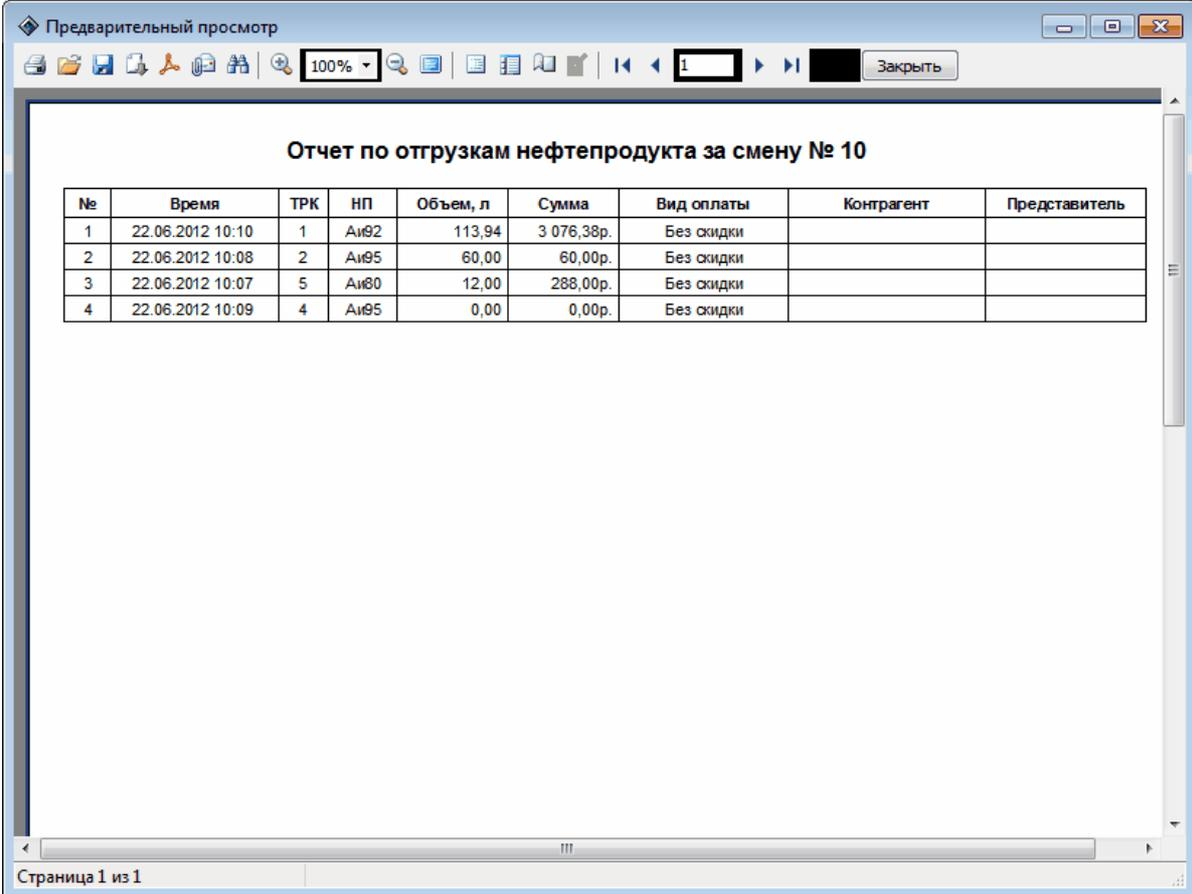 Предварительный просмотр
100%
1
Закрыть
Отчет по отгрузкам нефтепродукта за смену № 10
№ Время ТРК НП Объем, л Сумма Вид оплаты Контрагент Представитель
1 22.06.2012 10:10 1 Аи92 113,94 3 076,38р. Без скидки
2 22.06.2012 10:08 2 Аи95 60,00 60,00р. Без скидки
3 22.06.2012 10:07 5 Аи80 12,00 288,00р. Без скидки
4 22.06.2012 10:09 4 Аи95 0,00 0,00р. Без скидки
Страница 1 из 1